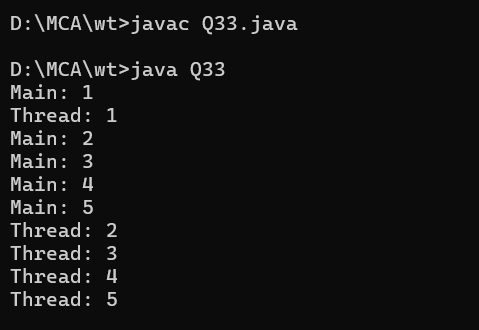 D:\MCA\wt>javac Q33.java
D:\MCA\wt>java Q33
Main: 1
Thread: 1
Main: 2
Main: 3
Main: 4
Main: 5
Thread: 2
Thread: 3
Thread: 4
Thread: 5